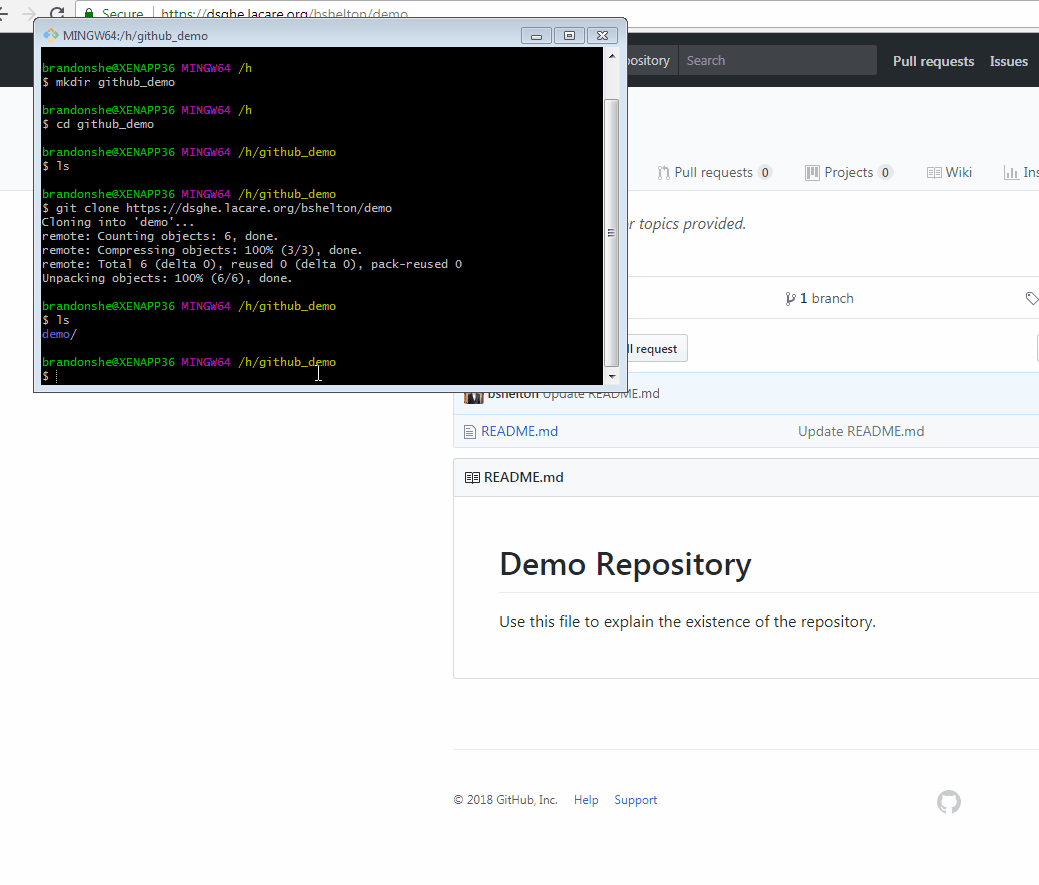 Secure https://dsghe.lacare.org/bshelton/demo
MINGW64:/h/github_demo
brandonshe@XENAPP36 MINGW64 /h
$ mkdir github_demo
brandonshe@XENAPP36 MINGW64 /h
$ cd github_demo
brandonshe@XENAPP36 MINGW64 /h/github_demo
$ ls
brandonshe@XENAPP36 MINGW64 /h/github_demo
$ git clone https://dsghe.lacare.org/bshelton/demo
Cloning into 'demo'...
remote: Counting objects: 6, done.
remote: Compressing objects: 100% (3/3), done.
remote: Total 6 (delta 0), reused 0 (delta 0), pack-reused 0
Unpacking objects: 100% (6/6), done.
brandonshe@XENAPP36 MINGW64 /h/github_demo
$ ls
demo/
brandonshe@XENAPP36 MINGW64 /h/github_demo
$
ository Search Pull requests Issues
Pull requests 0 Projects 0 Wiki Ins
r topics provided.
1 branch
ll request
bshelton Update README.md
README.md Update README.md
README.md
Demo Repository
Use this file to explain the existence of the repository.
© 2018 GitHub, Inc. Help Support